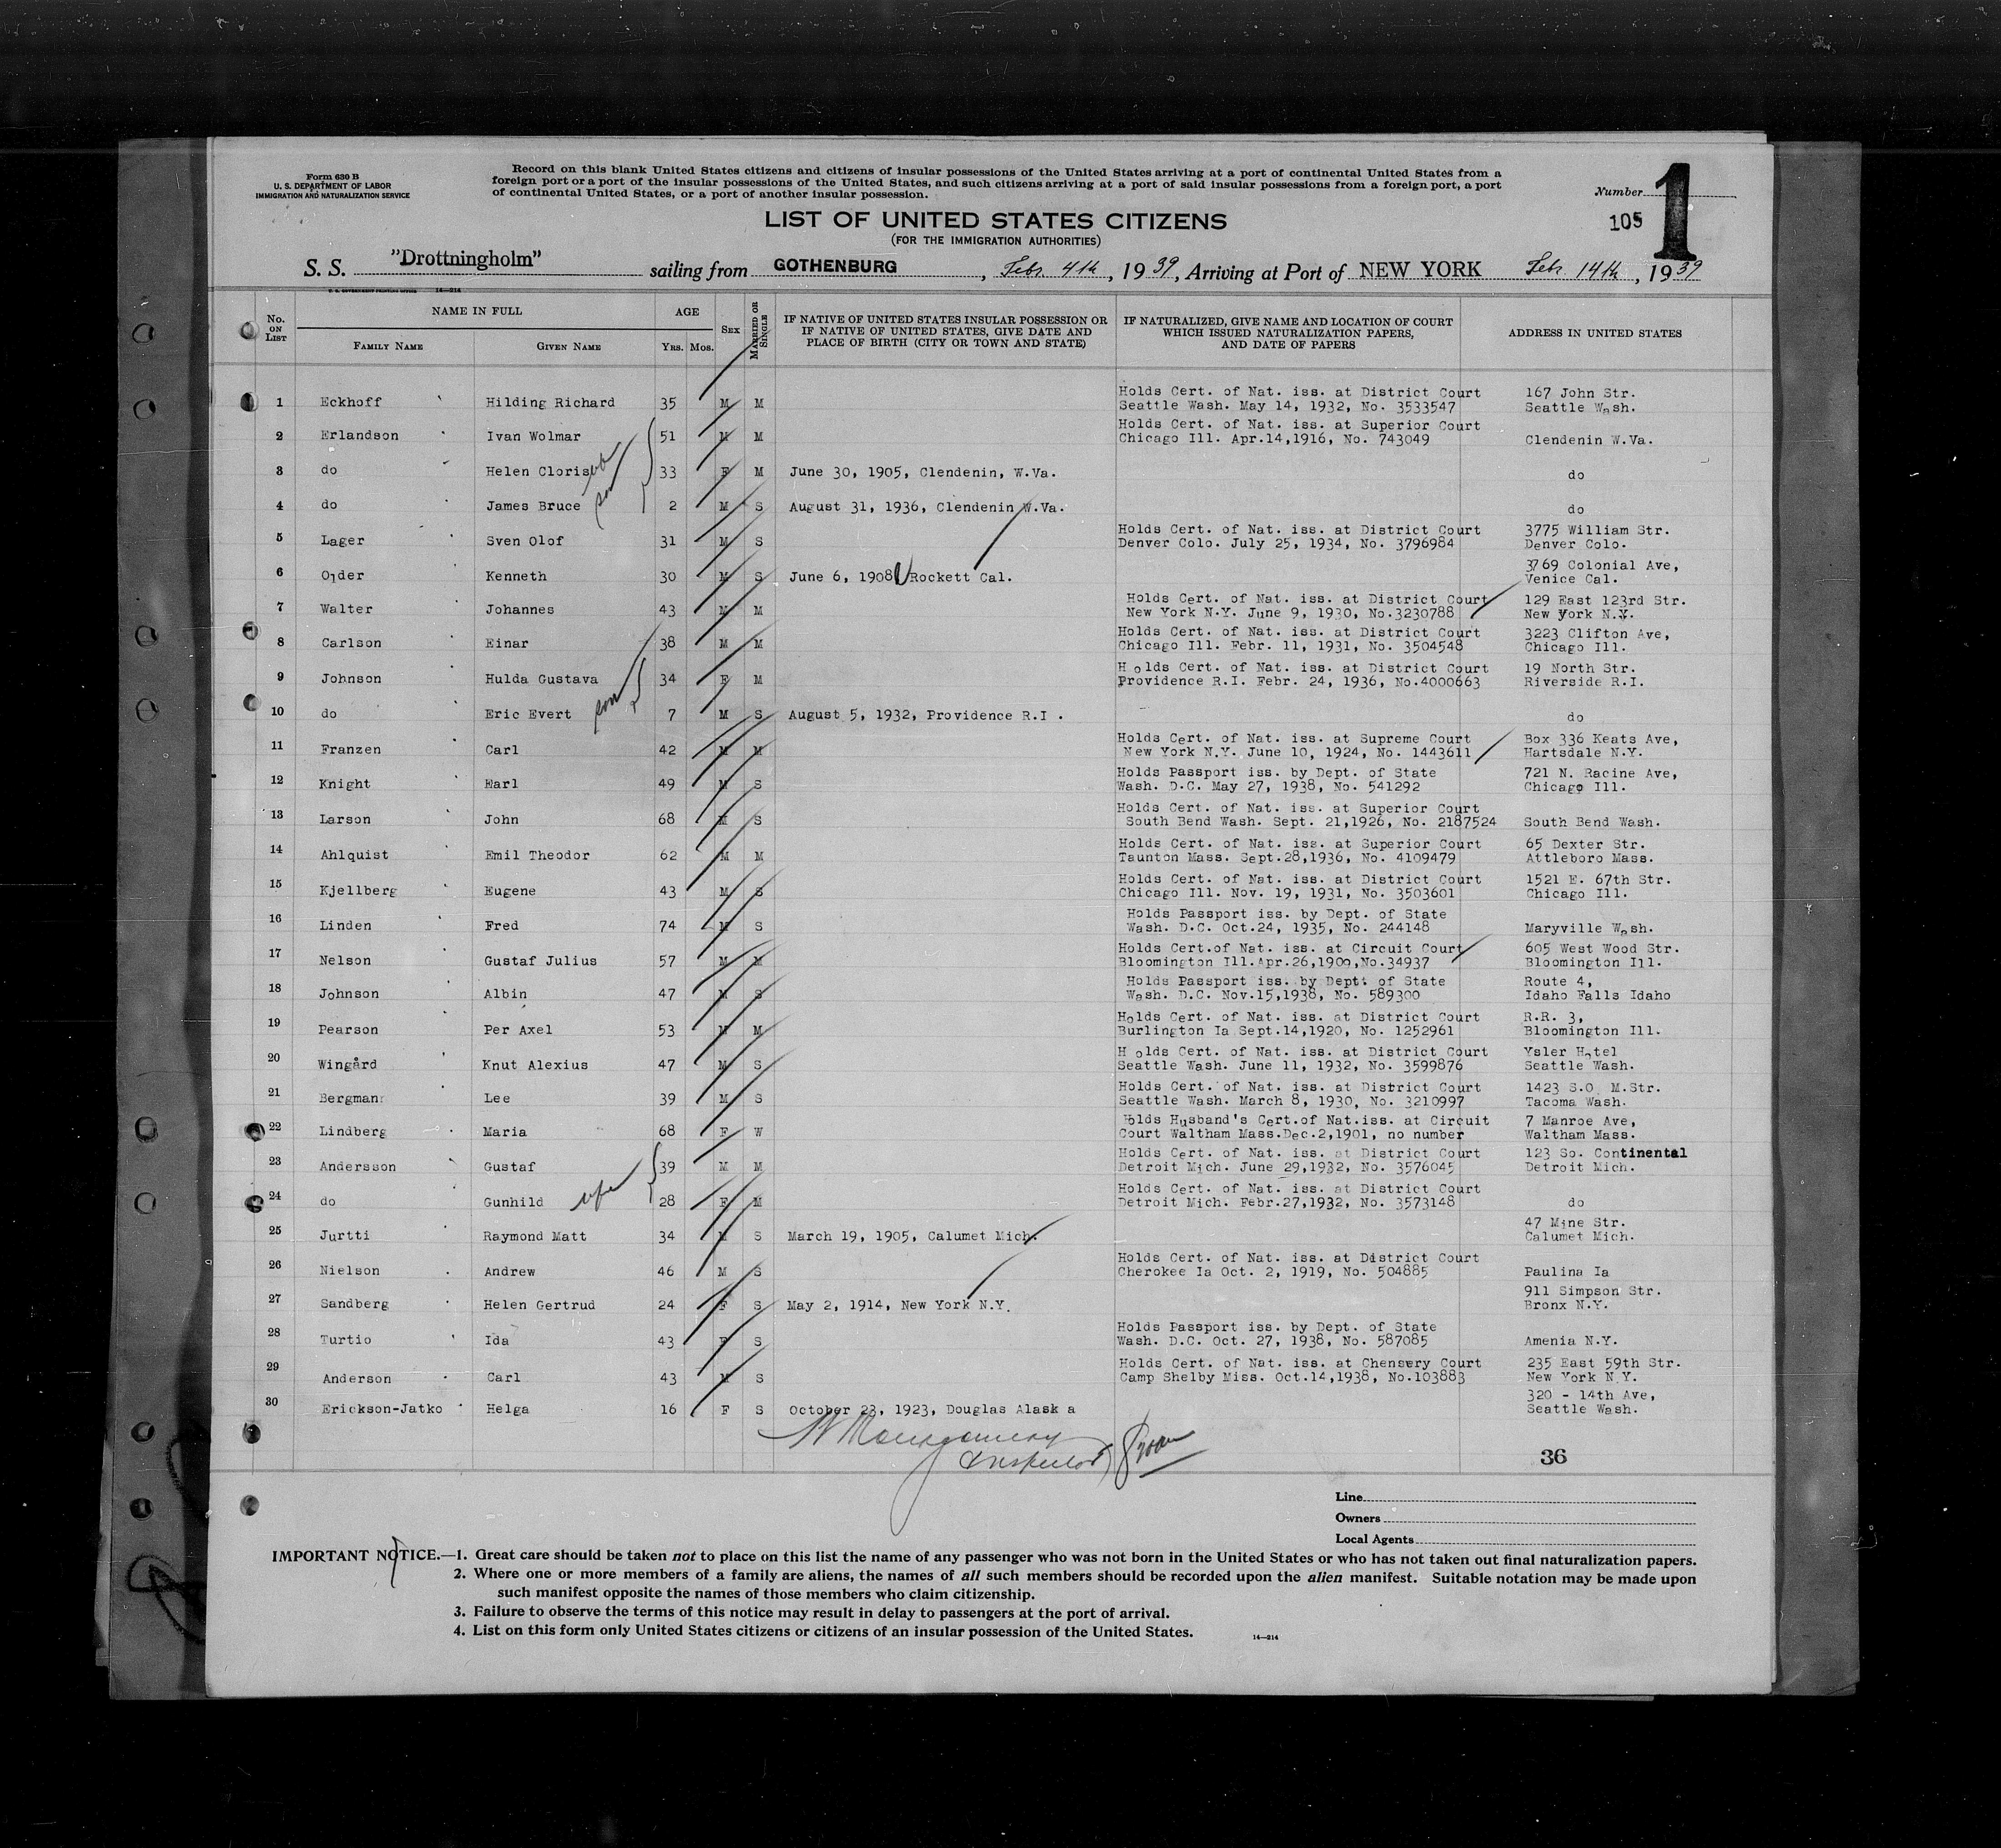 Form 630 B
U. S. DEPARTMENT OF LABOR
IMMIGRATION AND NATURALIZATION SERVICE
Record on this blank United States citizens and citizens of insular possessions of the United States arriving at a port of continental United States from a
foreign port or a port of the insular possessions of the United States, and such citizens arriving at a port of said insular possessions from a foreign port, a port
of continental United States, or a port of another insular possession.
Number 1
105
LIST OF UNITED STATES CITIZENS
(FOR THE IMMIGRATION AUTHORITIES)
S. S. "Drottningholm" sailing from GOTHENBURG, Febr. 4th, 1939, Arriving at Port of NEW YORK Febr. 14th, 1939
U. S. GOVERNMENT PRINTING OFFICE 14—214
No. ON LIST
NAME IN FULL
FAMILY NAME
GIVEN NAME
AGE
YRS. MOS.
SEX
MARRIED OR SINGLE
IF NATIVE OF UNITED STATES INSULAR POSSESSION OR
IF NATIVE OF UNITED STATES, GIVE DATE AND
PLACE OF BIRTH (CITY OR TOWN AND STATE)
IF NATURALIZED, GIVE NAME AND LOCATION OF COURT
WHICH ISSUED NATURALIZATION PAPERS,
AND DATE OF PAPERS
ADDRESS IN UNITED STATES
Holds Cert. of Nat. iss. at District Court 167 John Str.
1 Eckhoff Hilding Richard 35 M M Seattle Wash. May 14, 1932, No. 3533547 Seattle Wash.
Holds Cert. of Nat. iss. at Superior Court
2 Erlandson Ivan Wolmar 51 M M Chicago Ill. Apr.14,1916, No. 743049 Clendenin W.Va.
3 do Helen Cloris 33 F M June 30, 1905, Clendenin, W.Va. do
4 do James Bruce son 2 M S August 31, 1936, Clendenin W.Va. do
Holds Cert. of Nat. iss. at District Court 3775 William Str.
5 Lager Sven Olof 31 M S Denver Colo. July 25, 1934, No. 3796984 Denver Colo.
3769 Colonial Ave,
6 Older Kenneth 30 M S June 6, 1908 Rockett Cal. Venice Cal.
Holds Cert. of Nat. iss. at District Court 129 East 123rd Str.
7 Walter Johannes 43 M M New York N.Y. June 9, 1930, No.3230788 New York N.Y.
Holds Cert. of Nat. iss. at District Court 3223 Clifton Ave,
8 Carlson Einar 38 M M Chicago Ill. Febr. 11, 1931, No. 3504548 Chicago Ill.
Holds Cert. of Nat. iss. at District Court 19 North Str.
9 Johnson Hulda Gustava 34 F M Providence R.I. Febr. 24, 1936, No.4000663 Riverside R.I.
10 do Eric Evert son 7 M S August 5, 1932, Providence R.I . do
Holds Cert. of Nat. iss. at Supreme Court Box 336 Keats Ave,
11 Franzen Carl 42 M M New York N.Y. June 10, 1924, No. 1443611 Hartsdale N.Y.
Holds Passport iss. by Dept. of State 721 N. Racine Ave,
12 Knight Earl 49 M S Wash. D.C. May 27, 1938, No. 541292 Chicago Ill.
Holds Cert. of Nat. iss. at Superior Court
13 Larson John 68 M S South Bend Wash. Sept. 21,1926, No. 2187524 South Bend Wash.
Holds Cert. of Nat. iss. at Superior Court 65 Dexter Str.
14 Ahlquist Emil Theodor 62 M M Taunton Mass. Sept.28,1936, No. 4109479 Attleboro Mass.
Holds Cert. of Nat. iss. at District Court 1521 E. 67th Str.
15 Kjellberg Eugene 43 M S Chicago Ill. Nov. 19, 1931, No. 3503601 Chicago Ill.
Holds Passport iss. by Dept. of State
16 Linden Fred 74 M S Wash. D.C. Oct.24, 1935, No. 244148 Maryville Wash.
Holds Cert.of Nat. iss. at Circuit Court 605 West Wood Str.
17 Nelson Gustaf Julius 57 M M Bloomington Ill.Apr.26,1909,No.34937 Bloomington Ill.
Holds Passport iss. by Dept. of State Route 4,
18 Johnson Albin 47 M S Wash. D.C. Nov.15,1938, No. 589300 Idaho Falls Idaho
Holds Cert. of Nat. iss. at District Court R.R. 3,
19 Pearson Per Axel 53 M M Burlington Ia Sept.14,1920, No. 1252961 Bloomington Ill.
Holds Cert. of Nat. iss. at District Court Ysler Hotel
20 Wingård Knut Alexius 47 M S Seattle Wash. June 11, 1932, No. 3599876 Seattle Wash.
Holds Cert. of Nat. iss. at District Court 1423 S.O. M.Str.
21 Bergman Lee 39 M S Seattle Wash. March 8, 1930, No. 3210997 Tacoma Wash.
Holds Husband's Cert.of Nat.iss. at Circuit 7 Manroe Ave,
22 Lindberg Maria 68 F W Court Waltham Mass.Dec.2,1901, no number Waltham Mass.
Holds Cert. of Nat. iss. at District Court 123 So. Continental
23 Andersson Gustaf 39 M M Detroit Mich. June 29,1932, No. 3576045 Detroit Mich.
Holds Cert. of Nat. iss. at District Court
24 do Gunhild wife 28 F M Detroit Mich. Febr.27,1932, No. 3573148 do
47 Mine Str.
25 Jurtti Raymond Matt 34 M S March 19, 1905, Calumet Mich. Calumet Mich.
Holds Cert. of Nat. iss. at District Court
26 Nielson Andrew 46 M S Cherokee Ia Oct. 2, 1919, No. 504885 Paulina Ia
911 Simpson Str.
27 Sandberg Helen Gertrud 24 F S May 2, 1914, New York N.Y. Bronx N.Y.
Holds Passport iss. by Dept. of State
28 Turtio Ida 43 F S Wash. D.C. Oct. 27, 1938, No. 587085 Amenia N.Y.
Holds Cert. of Nat. iss. at Chensery Court 235 East 59th Str.
29 Anderson Carl 43 M S Camp Shelby Miss. Oct.14,1938, No.103883 New York N.Y.
320 - 14th Ave,
30 Erickson-Jatko Helga 16 F S October 23, 1923, Douglas Alask a Seattle Wash.
Montgomery
Inspector
36
Line
Owners
Local Agents
IMPORTANT NOTICE.—1. Great care should be taken not to place on this list the name of any passenger who was not born in the United States or who has not taken out final naturalization papers.
2. Where one or more members of a family are aliens, the names of all such members should be recorded upon the alien manifest. Suitable notation may be made upon
such manifest opposite the names of those members who claim citizenship.
3. Failure to observe the terms of this notice may result in delay to passengers at the port of arrival.
4. List on this form only United States citizens or citizens of an insular possession of the United States.
14—214